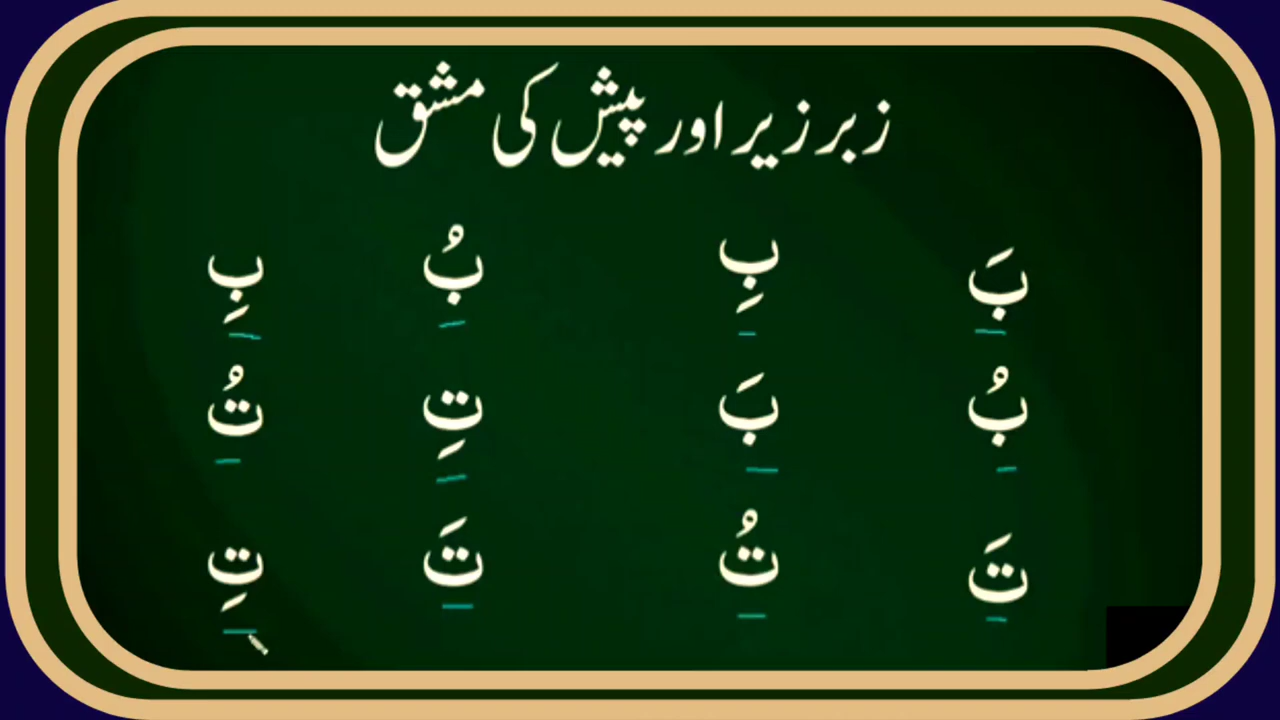 زبر زیر اور پیش کی مشق
بَ بِ بُ بِ
بُ بَ تِ تُ
تَ تُ تَ تِ